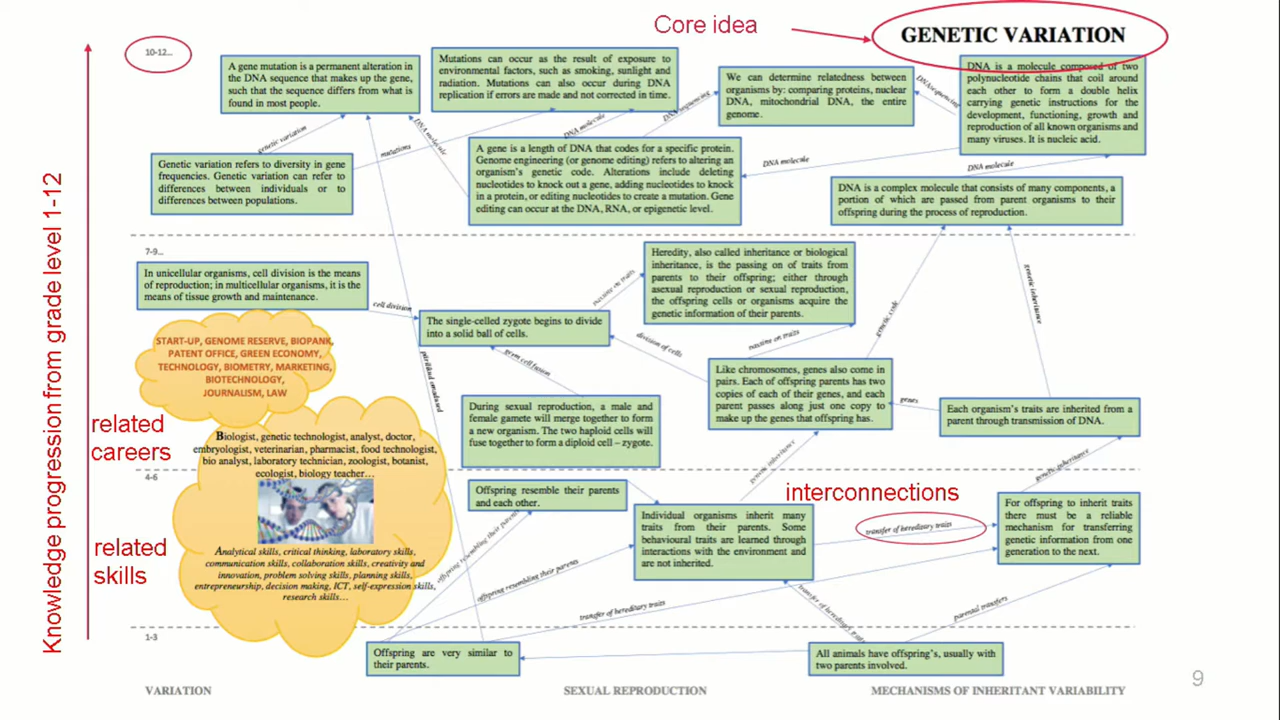 Core idea
GENETIC VARIATION
10-12...
A gene mutation is a permanent alteration in
the DNA sequence that makes up the gene,
such that the sequence differs from what is
found in most people.
Mutations can occur as the result of exposure to
environmental factors, such as smoking, sunlight and
radiation. Mutations can also occur during DNA
replication if errors are made and not corrected in time.
We can determine relatedness between
organisms by: comparing proteins, nuclear
DNA, mitochondrial DNA, the entire
genome.
DNA is a molecule composed of two
polynucleotide chains that coil around
each other to form a double helix
carrying genetic instructions for the
development, functioning, growth and
reproduction of all known organisms and
many viruses. It is nucleic acid.
DNAsequencing
DNAsequencing
genetic variation
mutations
DNA molecule
DNA molecule
DNA molecule
DNA molecule
Genetic variation refers to diversity in gene
frequencies. Genetic variation can refer to
differences between individuals or to
differences between populations.
A gene is a length of DNA that codes for a specific protein.
Genome engineering (or genome editing) refers to altering an
organism's genetic code. Alterations include deleting
nucleotides to knock out a gene, adding nucleotides to knock
in a protein, or editing nucleotides to create a mutation. Gene
editing can occur at the DNA, RNA, or epigenetic level.
DNA is a complex molecule that consists of many components, a
portion of which are passed from parent organisms to their
offspring during the process of reproduction.
Knowledge progression from grade level 1-12
7-9...
In unicellular organisms, cell division is the means
of reproduction; in multicellular organisms, it is the
means of tissue growth and maintenance.
cell division
The single-celled zygote begins to divide
into a solid ball of cells.
Heredity, also called inheritance or biological
inheritance, is the passing on of traits from
parents to their offspring; either through
asexual reproduction or sexual reproduction,
the offspring cells or organisms acquire the
genetic information of their parents.
on traits
division of cells
on traits
genetic code
genetic inheritance
germ cell fusion
START-UP, GENOME RESERVE, BIOPANK,
PATENT OFFICE, GREEN ECONOMY,
TECHNOLOGY, BIOMETRY, MARKETING,
BIOTECHNOLOGY,
JOURNALISM, LAW
Like chromosomes, genes also come in
pairs. Each of offspring parents has two
copies of each of their genes, and each
parent passes along just one copy to
make up the genes that offspring has.
genes
Each organism's traits are inherited from a
parent through transmission of DNA.
During sexual reproduction, a male and
female gamete will merge together to form
a new organism. The two haploid cells will
fuse together to form a diploid cell – zygote.
related
careers
Biologist, genetic technologist, analyst, doctor,
embryologist, veterinarian, pharmacist, food technologist,
bio analyst, laboratory technician, zoologist, botanist,
ecologist, biology teacher...
genetic inheritance
genetic inheritance
4-6
Offspring resemble their parents
and each other.
interconnections
Individual organisms inherit many
traits from their parents. Some
behavioural traits are learned through
interactions with the environment and
are not inherited.
transfer of hereditary traits
For offspring to inherit traits
there must be a reliable
mechanism for transferring
genetic information from one
generation to the next.
related
skills
Analytical skills, critical thinking, laboratory skills,
communication skills, collaboration skills, creativity and
innovation, problem solving skills, planning skills,
entrepreneurship, decision making, ICT, self-expression skills,
research skills...
offspring resembling their parents
offspring resembling their parents
transfer of hereditary traits
transfer of hereditary traits
parental transfers
1-3
Offspring are very similar to
their parents.
All animals have offspring's, usually with
two parents involved.
VARIATION
SEXUAL REPRODUCTION
MECHANISMS OF INHERITANT VARIABILITY
9